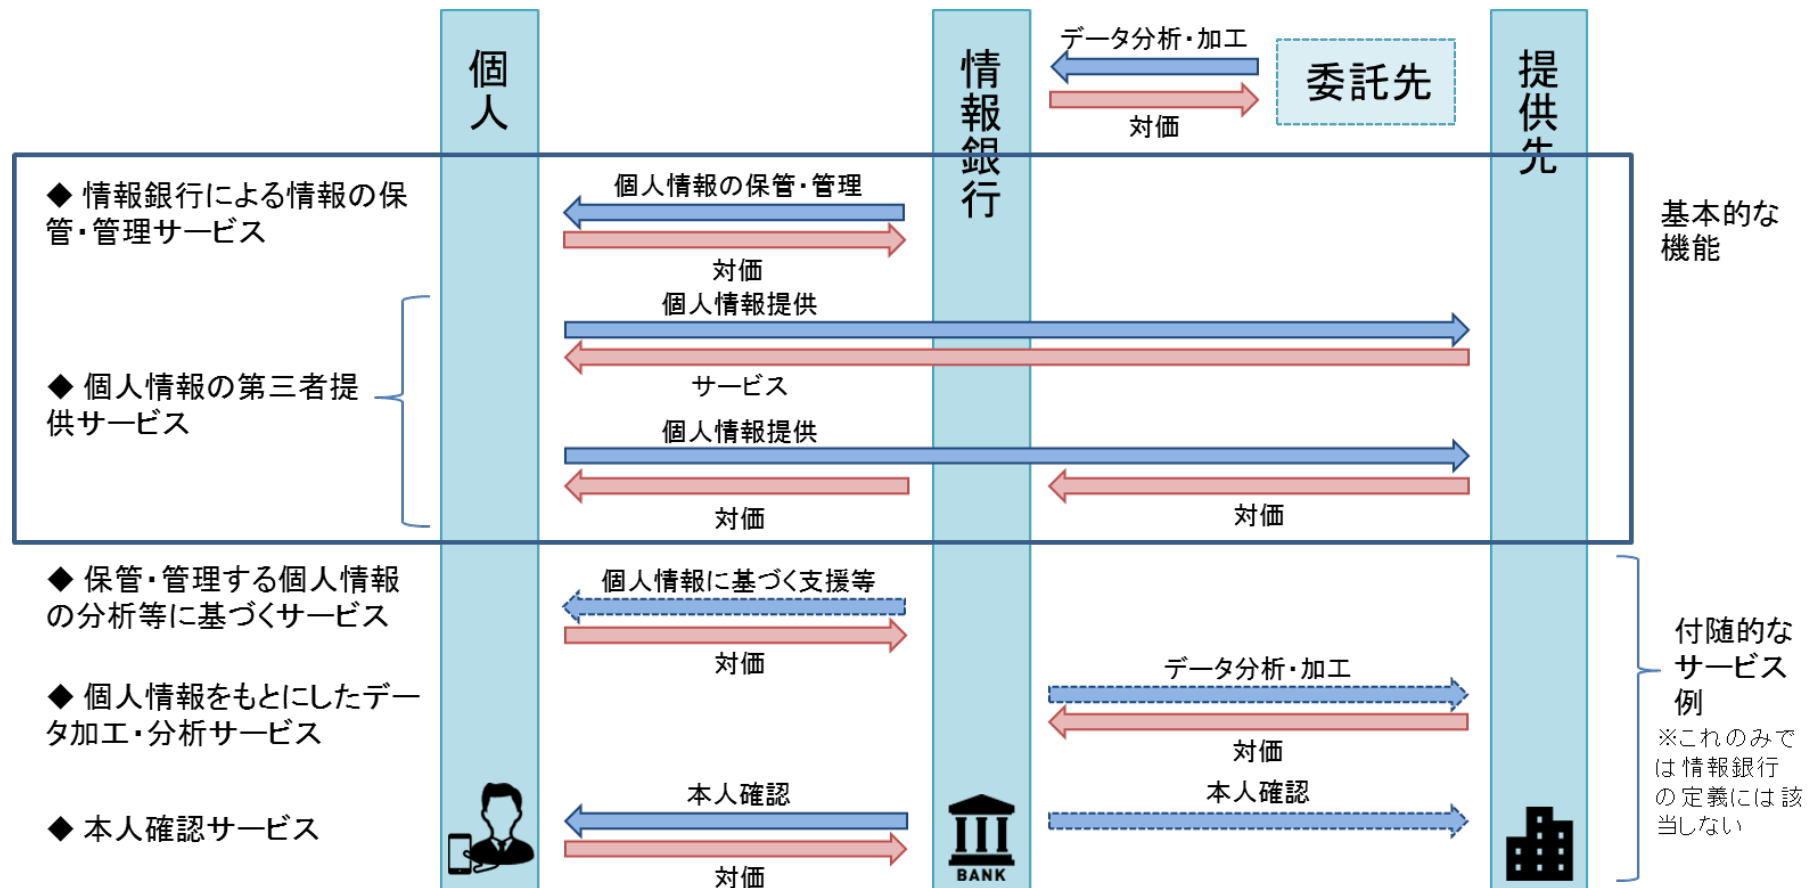 個人
情報銀行
データ分析・加工
対価
委託先
提供先
◆ 情報銀行による情報の保
管・管理サービス
個人情報の保管・管理
対価
基本的な
機能
◆ 個人情報の第三者提
供サービス
個人情報提供
サービス
個人情報提供
対価
対価
◆ 保管・管理する個人情報
の分析等に基づくサービス
個人情報に基づく支援等
対価
◆ 個人情報をもとにしたデー
タ加工・分析サービス
データ分析・加工
対価
◆ 本人確認サービス
本人確認
対価
本人確認
BANK
付随的な
サービス
例
※これのみで
は情報銀行
の定義には該
当しない